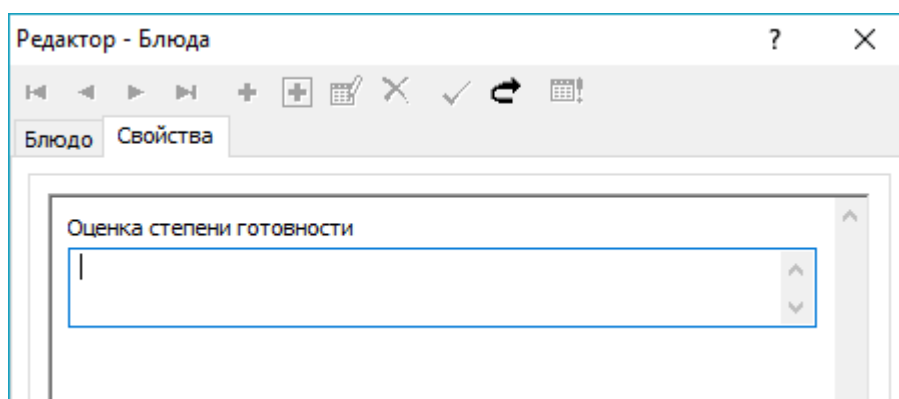 Редактор - Блюда
?
Блюдо Свойства
Оценка степени готовности